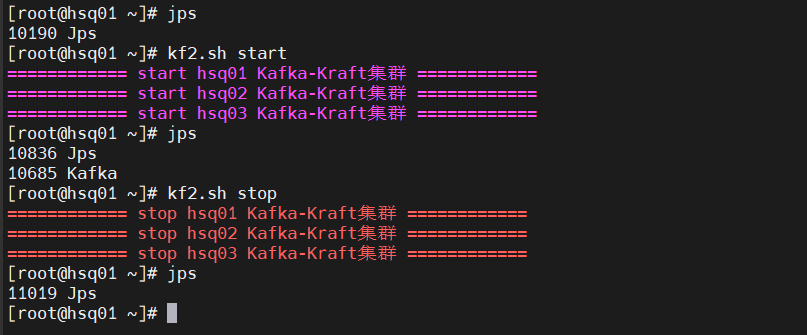 [root@hsq01 ~]# jps
10190 Jps
[root@hsq01 ~]# kf2.sh start
============ start hsq01 Kafka-Kraft集群 ============
============ start hsq02 Kafka-Kraft集群 ============
============ start hsq03 Kafka-Kraft集群 ============
[root@hsq01 ~]# jps
10836 Jps
10685 Kafka
[root@hsq01 ~]# kf2.sh stop
============ stop hsq01 Kafka-Kraft集群 ============
============ stop hsq02 Kafka-Kraft集群 ============
============ stop hsq03 Kafka-Kraft集群 ============
[root@hsq01 ~]# jps
11019 Jps
[root@hsq01 ~]#